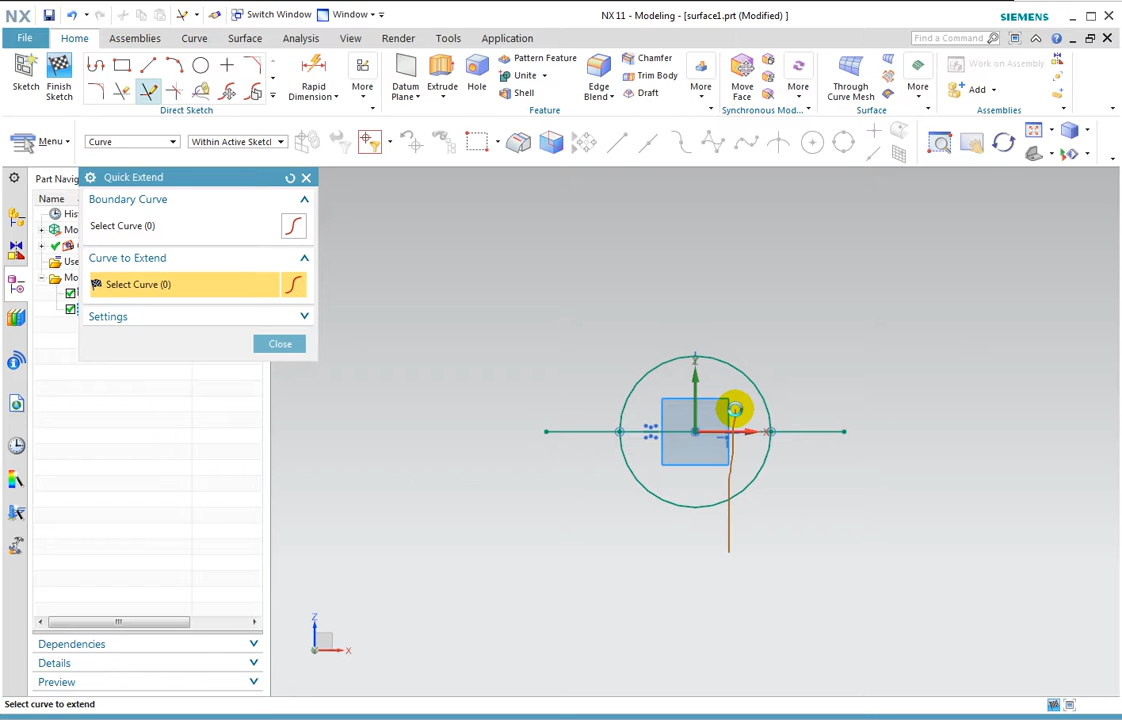 NX
Switch Window
Window
NX 11 - Modeling - [surface1.prt (Modified) ]
SIEMENS
File
Home
Assemblies
Curve
Surface
Analysis
View
Render
Tools
Application
Find a Command
Sketch
Finish
Sketch
Rapid
Dimension
More
Direct Sketch
Datum
Plane
Extrude
Hole
Pattern Feature
Unite
Shell
Edge
Blend
Chamfer
Trim Body
Draft
More
Feature
Move
Face
More
Synchronous Mod...
Through
Curve Mesh
More
Surface
Work on Assembly
Add
Assemblies
Menu
Curve
Within Active Sketch
Part Navig
Name
Hist
Mo
Use
Mo
Quick Extend
Boundary Curve
Select Curve (0)
Curve to Extend
Select Curve (0)
Settings
Close
X
Z
X
Dependencies
Details
Preview
Select curve to extend